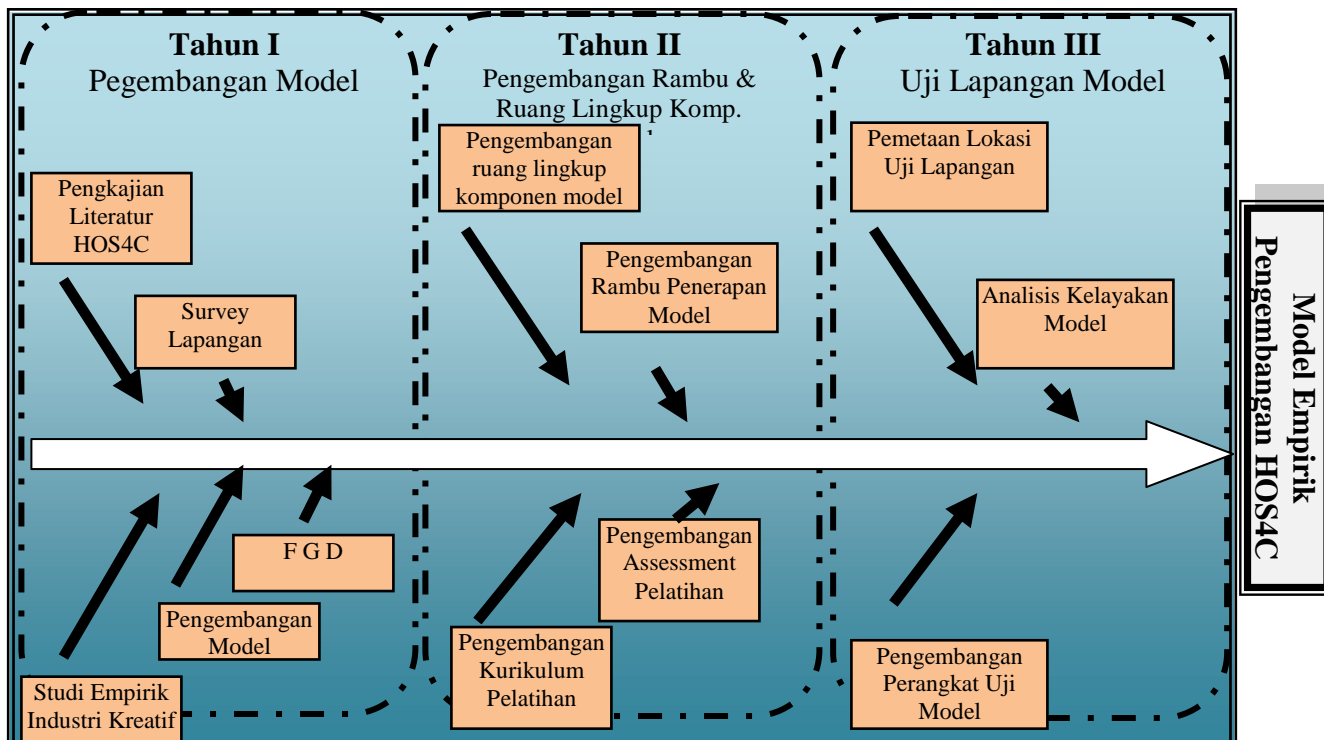 Tahun I
Pegembangan Model
Pengkajian
Literatur
HOS4C
Survey
Lapangan
F G D
Pengembangan
Model
Studi Empirik
Industri Kreatif
Tahun II
Pengembangan Rambu &
Ruang Lingkup Komp.
Pengembangan
ruang lingkup
komponen model
Pengembangan
Rambu Penerapan
Model
Pengembangan
Assessment
Pelatihan
Pengembangan
Kurikulum
Pelatihan
Tahun III
Uji Lapangan Model
Pemetaan Lokasi
Uji Lapangan
Analisis Kelayakan
Model
Pengembangan
Perangkat Uji
Model
Model Empirik
Pengembangan HOS4C